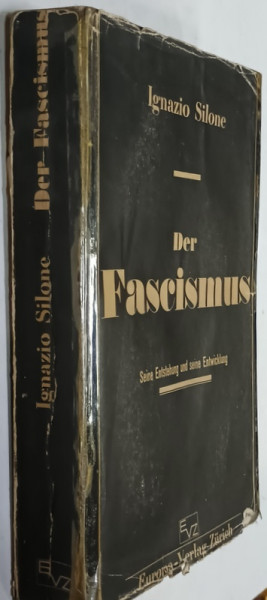 Ignazio Silone
Der
Fascismus
Seine Entstehung und seine Entwicklung
EVZ
Europa-Verlag Zürich
Ignazio Silone Der Fascismus
EVZ